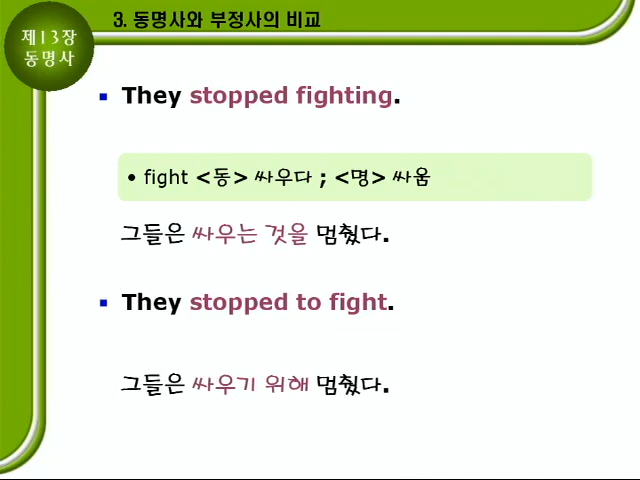 3. 동명사와 부정사의 비교
제13장
동명사
▪ They stopped fighting.
• fight <동> 싸우다 ; <명> 싸움
그들은 싸우는 것을 멈췄다.
▪ They stopped to fight.
그들은 싸우기 위해 멈췄다.